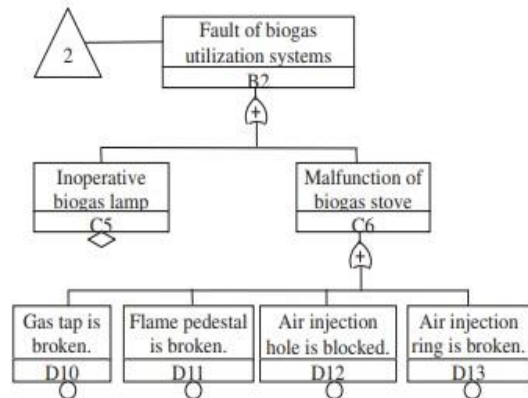 2
Fault of biogas
utilization systems
B2
+
Inoperative
biogas lamp
C5
Malfunction of
biogas stove
C6
+
Gas tap is
broken.
D10
Flame pedestal
is broken.
D11
Air injection
hole is blocked.
D12
Air injection
ring is broken.
D13